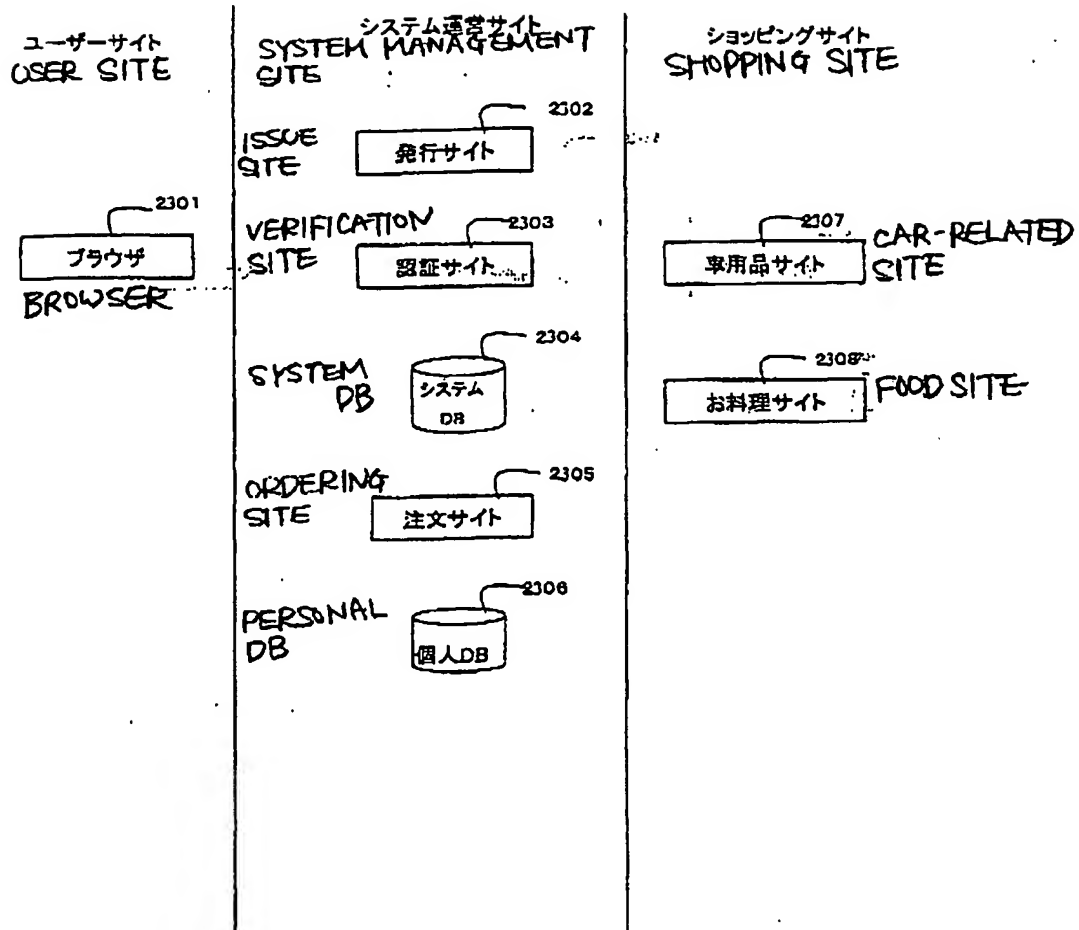 ユーザーサイト
USER SITE
システム運営サイト
SYSTEM MANAGEMENT
SITE
ショッピングサイト
SHOPPING SITE
2302
ISSUE
SITE
発行サイト
2301
ブラウザ
BROWSER
2303
VERIFICATION
SITE
認証サイト
2307
車用品サイト
CAR-RELATED
SITE
2304
SYSTEM
DB
システム
DB
2308
お料理サイト
FOOD SITE
2305
ORDERING
SITE
注文サイト
2306
PERSONAL
DB
個人DB